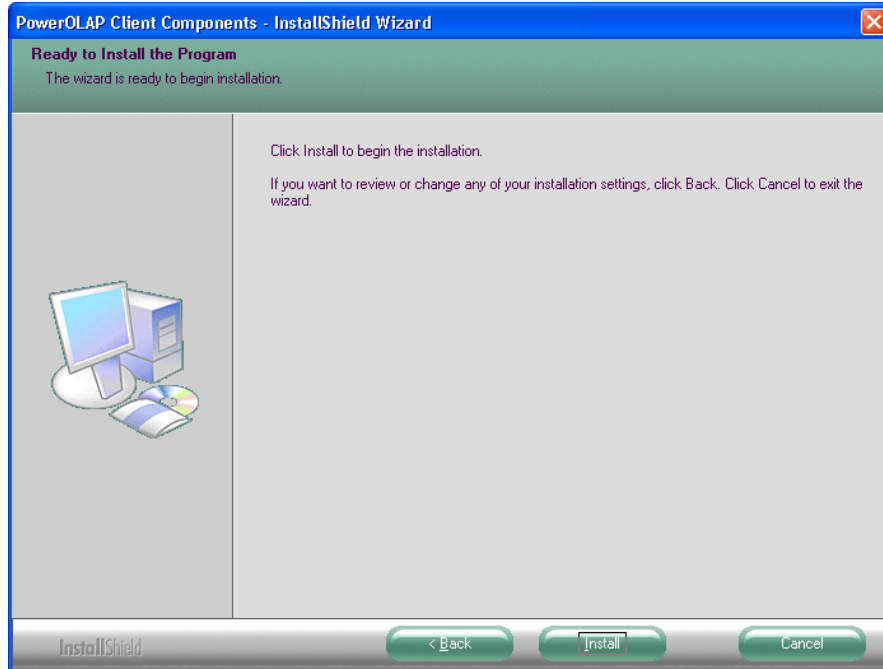 PowerOLAP Client Components - InstallShield Wizard
Ready to Install the Program
The wizard is ready to begin installation.
Click Install to begin the installation.
If you want to review or change any of your installation settings, click Back. Click Cancel to exit the
wizard.
InstallShield
< Back
Install
Cancel